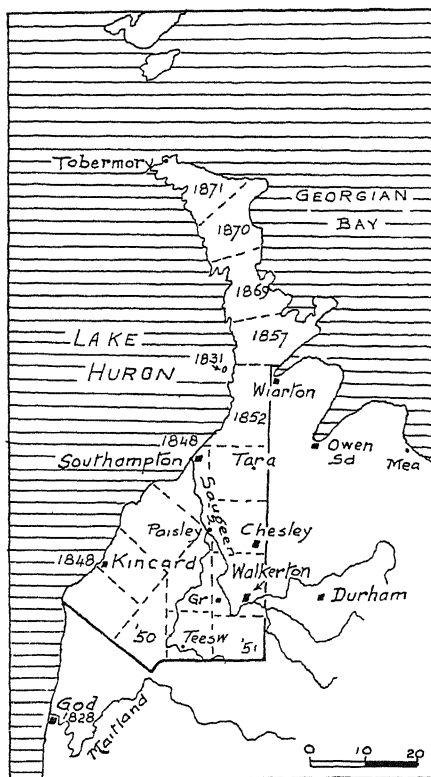 Tobermory
1871
GEORGIAN
BAY
1870
1869
1857
LAKE
HURON
1831
Wiarton
1852
1848
Southampton
Tara
Owen
Sd
Mea
Saugeen
Paisley
Chesley
1848
Kincard
Walkerton
Gr
Durham
'50
Teesw
'51
God
1828
Maitland
0 10 20